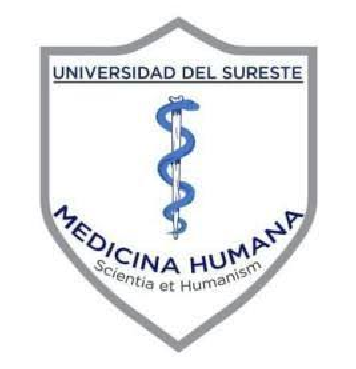 UNIVERSIDAD DEL SURESTE
MEDICINA HUMANA
Scientia et Humanism